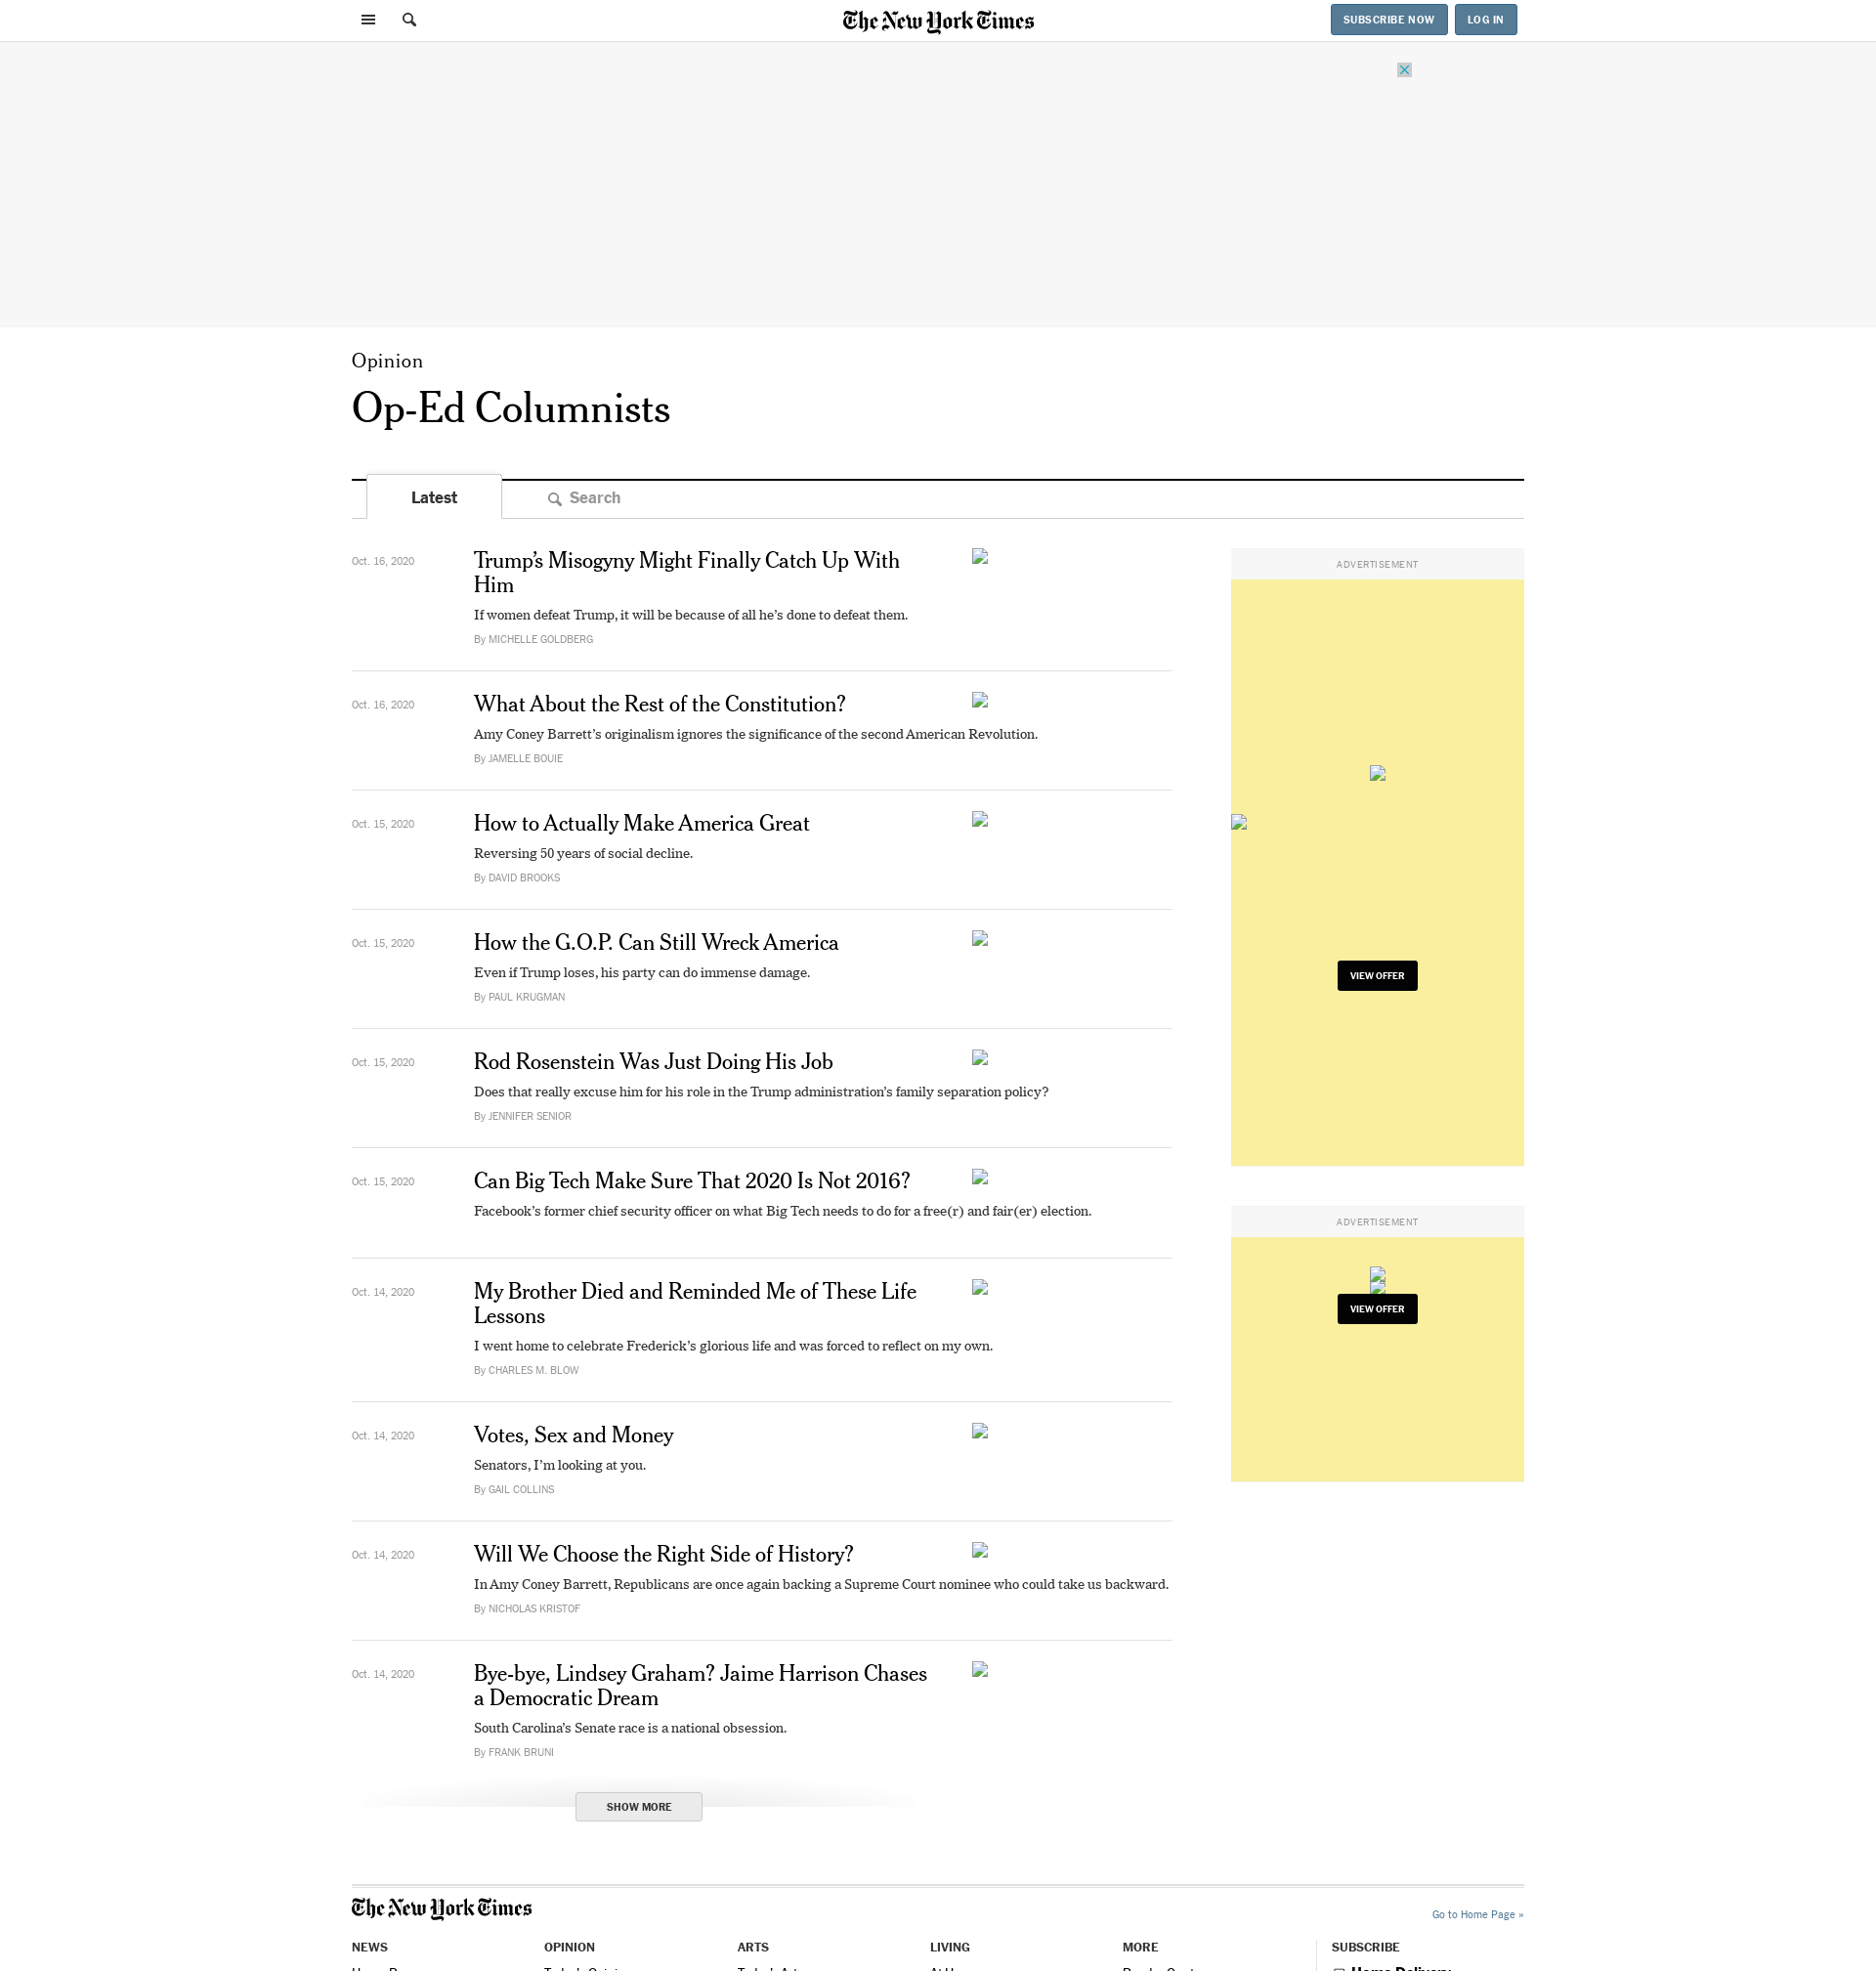 The New York Times
SUBSCRIBE NOW
LOG IN
Opinion
Op-Ed Columnists
Latest
Search
Oct. 16, 2020
Trump’s Misogyny Might Finally Catch Up With
Him
If women defeat Trump, it will be because of all he’s done to defeat them.
By MICHELLE GOLDBERG
Oct. 16, 2020
What About the Rest of the Constitution?
Amy Coney Barrett’s originalism ignores the significance of the second American Revolution.
By JAMELLE BOUIE
Oct. 15, 2020
How to Actually Make America Great
Reversing 50 years of social decline.
By DAVID BROOKS
Oct. 15, 2020
How the G.O.P. Can Still Wreck America
Even if Trump loses, his party can do immense damage.
By PAUL KRUGMAN
Oct. 15, 2020
Rod Rosenstein Was Just Doing His Job
Does that really excuse him for his role in the Trump administration’s family separation policy?
By JENNIFER SENIOR
Oct. 15, 2020
Can Big Tech Make Sure That 2020 Is Not 2016?
Facebook’s former chief security officer on what Big Tech needs to do for a free(r) and fair(er) election.
Oct. 14, 2020
My Brother Died and Reminded Me of These Life
Lessons
I went home to celebrate Frederick’s glorious life and was forced to reflect on my own.
By CHARLES M. BLOW
Oct. 14, 2020
Votes, Sex and Money
Senators, I’m looking at you.
By GAIL COLLINS
Oct. 14, 2020
Will We Choose the Right Side of History?
In Amy Coney Barrett, Republicans are once again backing a Supreme Court nominee who could take us backward.
By NICHOLAS KRISTOF
Oct. 14, 2020
Bye-bye, Lindsey Graham? Jaime Harrison Chases
a Democratic Dream
South Carolina’s Senate race is a national obsession.
By FRANK BRUNI
SHOW MORE
ADVERTISEMENT
VIEW OFFER
ADVERTISEMENT
VIEW OFFER
The New York Times
Go to Home Page »
NEWS
OPINION
ARTS
LIVING
MORE
SUBSCRIBE
Home Delivery